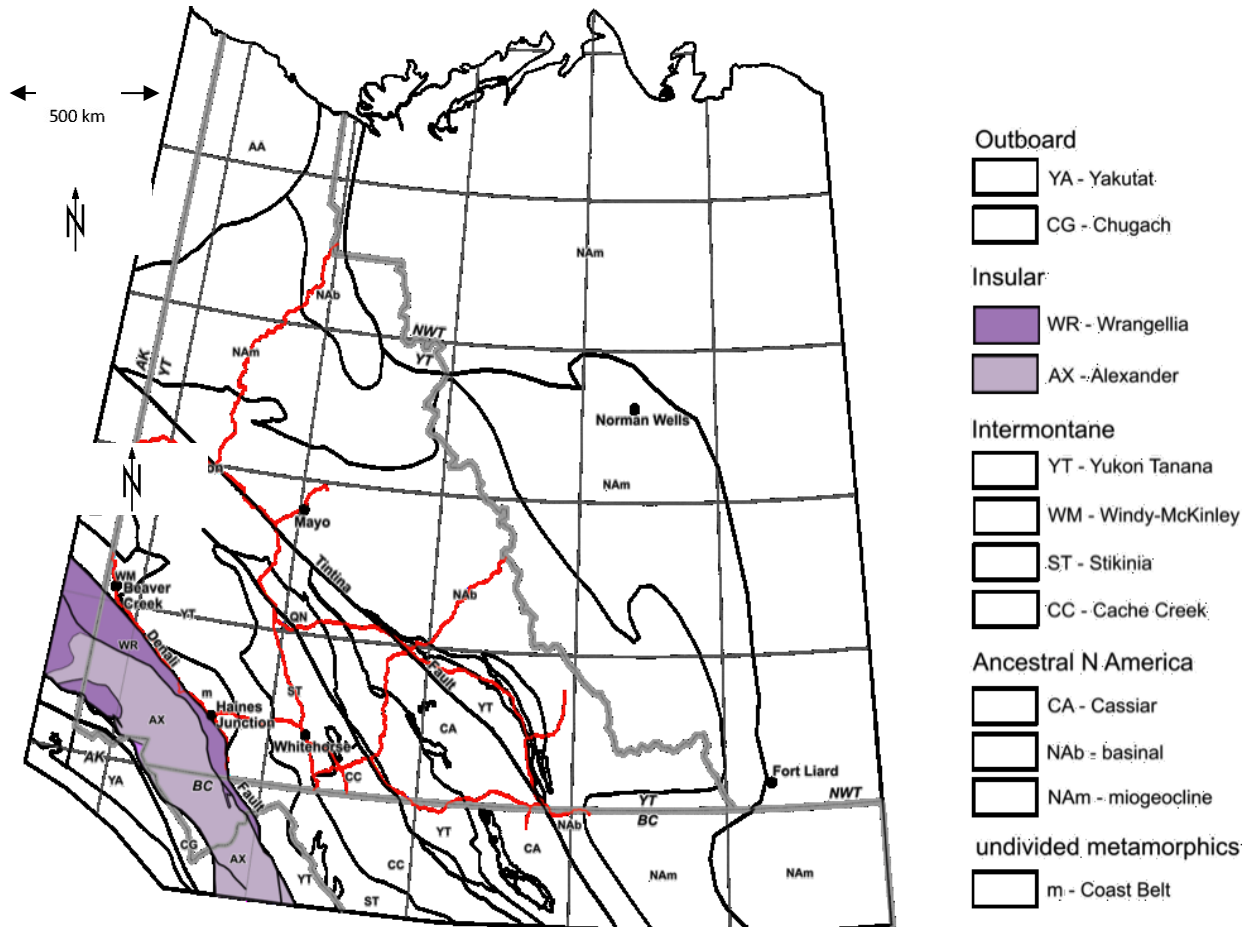 500 km
AA
N
NAm
NAb
NWT
YT
NAm
AK
YT
Norman Wells
NAm
N
Mayo
Tintina
WM
Beaver
Creek
YT
QN
NAb
Denali
WR
Fault
m
ST
YT
Haines
Junction
AX
CA
Whitehorse
AK
YA
CC
Fort Liard
BC
Fault
YT
NWT
BC
CG
YT
NAb
AX
CA
CC
YT
NAm
NAm
ST
Outboard
YA - Yakutat
CG - Chugach
Insular
WR - Wrangellia
AX - Alexander
Intermontane
YT - Yukon Tanana
WM - Windy-McKinley
ST - Stikinia
CC - Cache Creek
Ancestral N America
CA - Cassiar
NAb - basinal
NAm - miogeocline
undivided metamorphics
m - Coast Belt